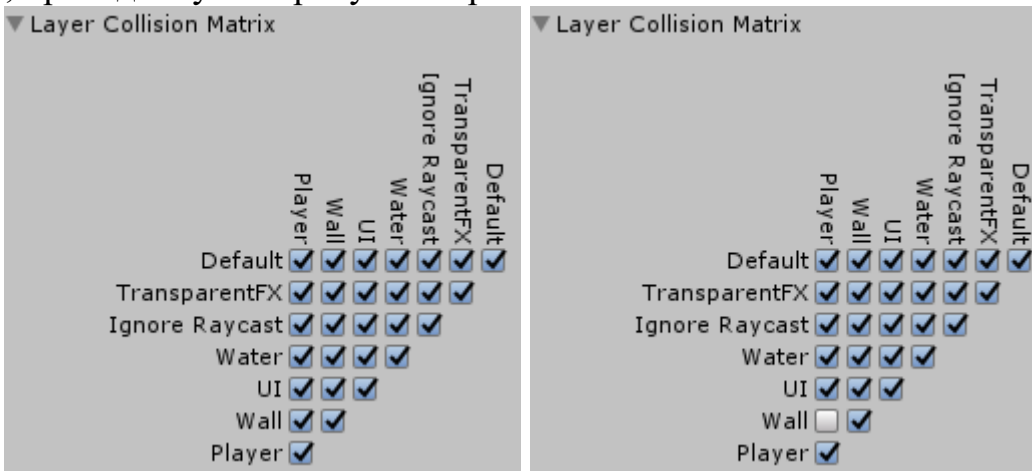 Layer Collision Matrix
Player
Wall
UI
Water
Ignore Raycast
TransparentFX
Default
Default
TransparentFX
Ignore Raycast
Water
UI
Wall
Player
Layer Collision Matrix
Player
Wall
UI
Water
Ignore Raycast
TransparentFX
Default
Default
TransparentFX
Ignore Raycast
Water
UI
Wall
Player